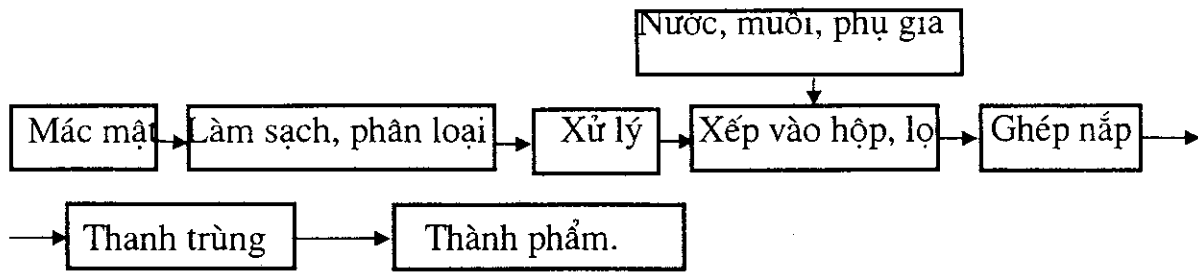 Nước, muối, phụ gia
Mác mật Làm sạch, phân loại Xử lý Xếp vào hộp, lọ Ghép nắp
Thanh trùng Thành phẩm.